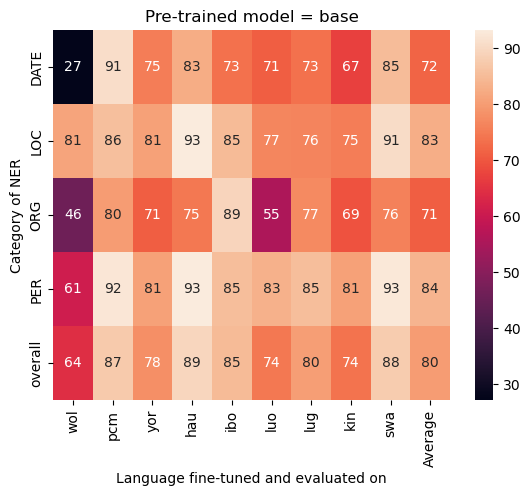 Pre-trained model = base
DATE 27 91 75 83 73 71 73 67 85 72
LOC 81 86 81 93 85 77 76 75 91 83
ORG 46 80 71 75 89 55 77 69 76 71
PER 61 92 81 93 85 83 85 81 93 84
overall 64 87 78 89 85 74 80 74 88 80
Category of NER
wol pcm yor hau ibo luo lug kin swa Average
Language fine-tuned and evaluated on
90
80
70
60
50
40
30